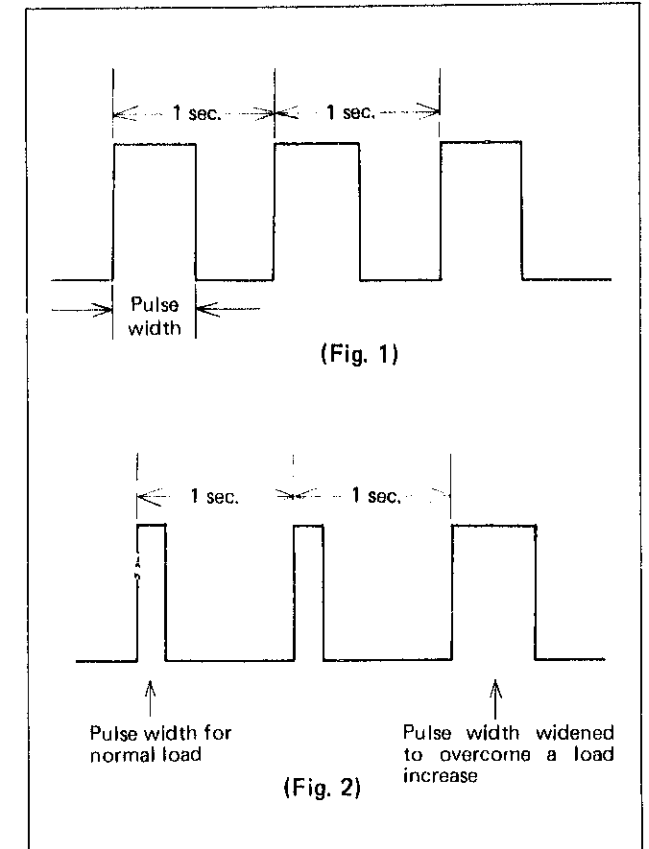 1 sec.
1 sec.
Pulse
width
(Fig. 1)
1 sec.
1 sec.
Pulse width for
normal load
Pulse width widened
to overcome a load
increase
(Fig. 2)